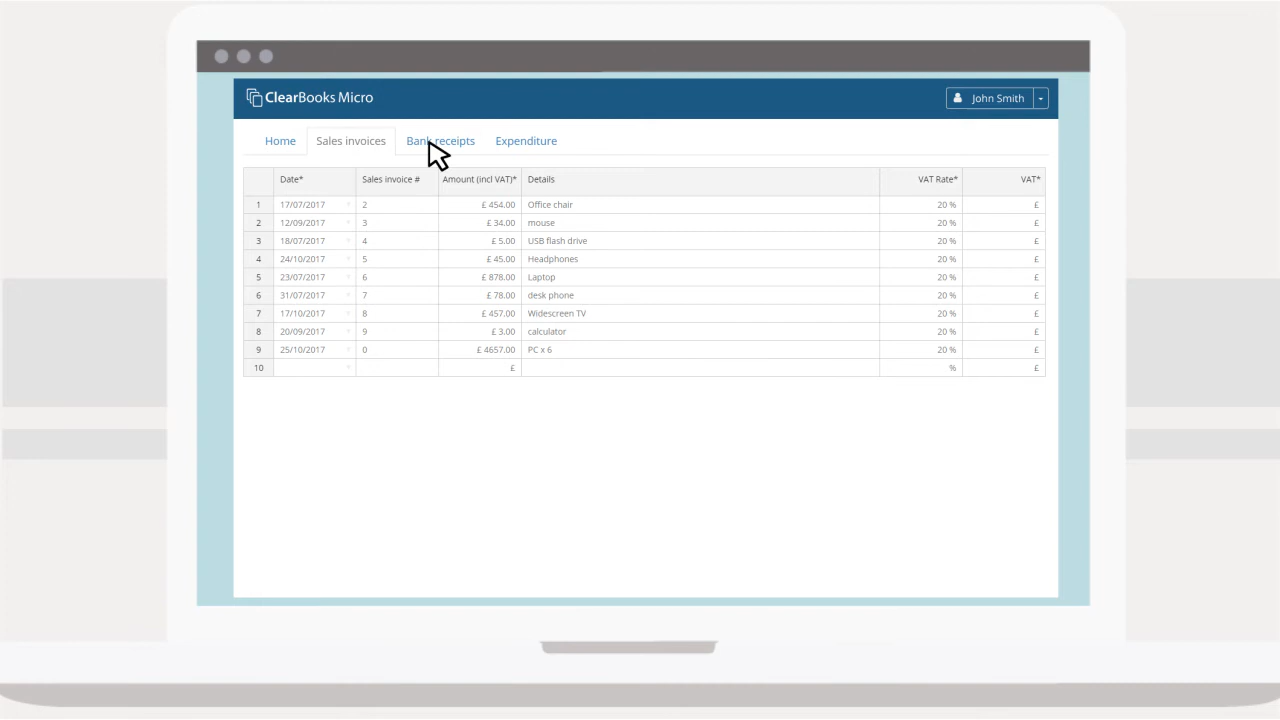 ClearBooks Micro
John Smith
Home Sales invoices Bank receipts Expenditure
Date* Sales invoice # Amount (incl VAT)* Details VAT Rate* VAT*
1 17/07/2017 2 £ 454.00 Office chair 20 % £
2 12/09/2017 3 £ 34.00 mouse 20 % £
3 18/07/2017 4 £ 5.00 USB flash drive 20 % £
4 24/10/2017 5 £ 45.00 Headphones 20 % £
5 23/07/2017 6 £ 878.00 Laptop 20 % £
6 31/07/2017 7 £ 78.00 desk phone 20 % £
7 17/10/2017 8 £ 457.00 Widescreen TV 20 % £
8 20/09/2017 9 £ 3.00 calculator 20 % £
9 25/10/2017 0 £ 4657.00 PC x 6 20 % £
10 £ % £